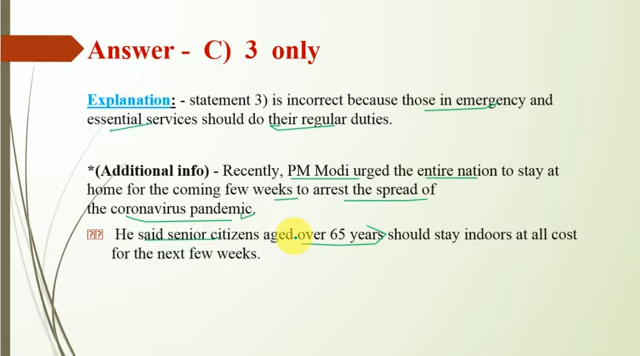 Answer - C) 3 only
Explanation: - statement 3) is incorrect because those in emergency and
essential services should do their regular duties.
*(Additional info) - Recently, PM Modi urged the entire nation to stay at
home for the coming few weeks to arrest the spread of
the coronavirus pandemic.
He said senior citizens aged over 65 years should stay indoors at all cost
for the next few weeks.